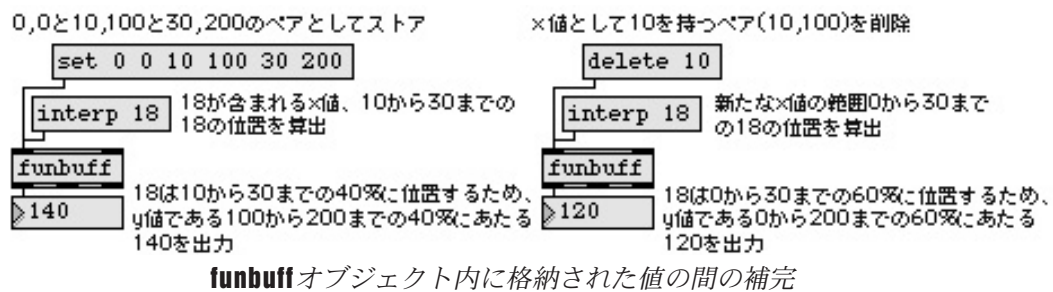 0,0と10,100と30,200のペアとしてストア
set 0 0 10 100 30 200
interp 18
18が含まれるx値、10から30までの
18の位置を算出
funbuff
140
18は10から30までの40%に位置するため、
y値である100から200までの40%にあたる
140を出力
x値として10を持つペア(10,100)を削除
delete 10
interp 18
新たなx値の範囲0から30まで
の18の位置を算出
funbuff
120
18は0から30までの60%に位置するため、
y値である0から200までの60%にあたる
120を出力
funbuffオブジェクト内に格納された値の間の補完